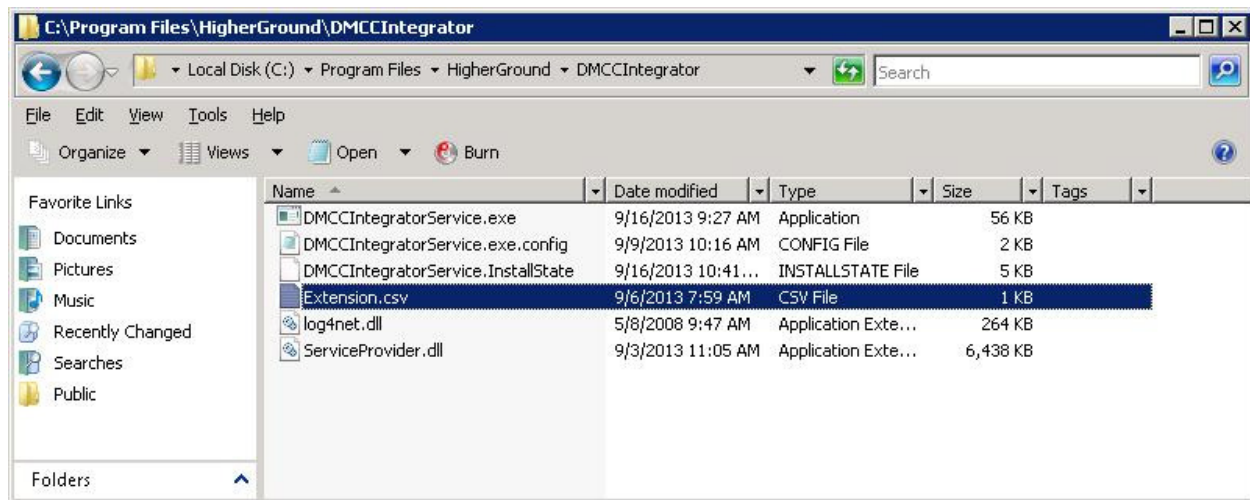 C:\Program Files\HigherGround\DMCCIntegrator
Local Disk (C:) Program Files HigherGround DMCCIntegrator Search
File Edit View Tools Help
Organize Views Open Burn
Favorite Links
Documents
Pictures
Music
Recently Changed
Searches
Public
Folders
Name Date modified Type Size Tags
DMCCIntegratorService.exe 9/16/2013 9:27 AM Application 56 KB
DMCCIntegratorService.exe.config 9/9/2013 10:16 AM CONFIG File 2 KB
DMCCIntegratorService.InstallState 9/16/2013 10:41... INSTALLSTATE File 5 KB
Extension.csv 9/6/2013 7:59 AM CSV File 1 KB
log4net.dll 5/8/2008 9:47 AM Application Exte... 264 KB
ServiceProvider.dll 9/3/2013 11:05 AM Application Exte... 6,438 KB